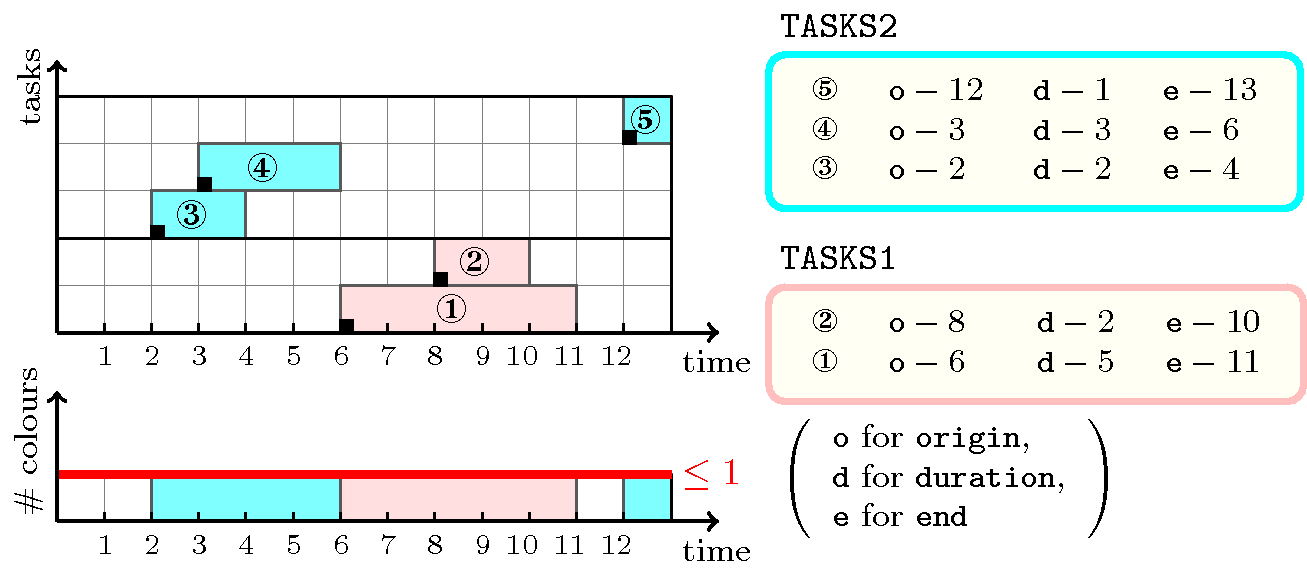 tasks
⑤
④
③
②
①
1 2 3 4 5 6 7 8 9 10 11 12
time
# colours
≤ 1
1 2 3 4 5 6 7 8 9 10 11 12
time
TASKS2
⑤ o − 12 d − 1 e − 13
④ o − 3 d − 3 e − 6
③ o − 2 d − 2 e − 4
TASKS1
② o − 8 d − 2 e − 10
① o − 6 d − 5 e − 11
( o for origin,
d for duration,
e for end )